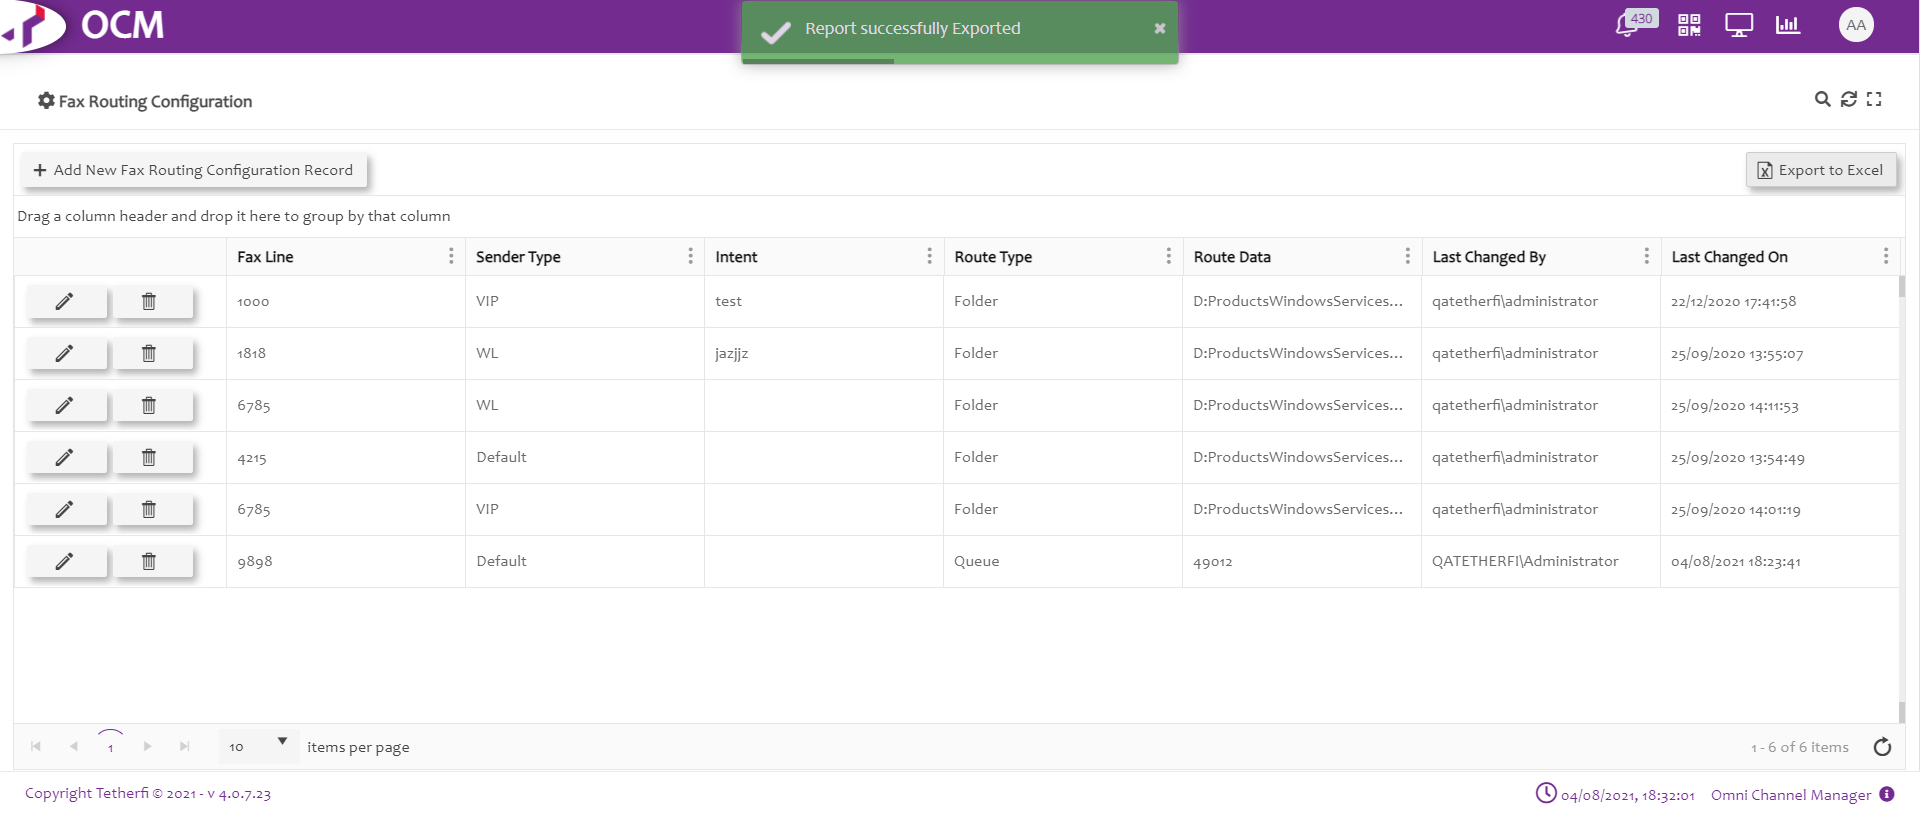 OCM
Report successfully Exported
430
AA
Fax Routing Configuration
Add New Fax Routing Configuration Record
Export to Excel
Drag a column header and drop it here to group by that column
Fax Line Sender Type Intent Route Type Route Data Last Changed By Last Changed On
1000 VIP test Folder D:ProductsWindowsServices... qatetherfi\administrator 22/12/2020 17:41:58
1818 WL jazjjz Folder D:ProductsWindowsServices... qatetherfi\administrator 25/09/2020 13:55:07
6785 WL Folder D:ProductsWindowsServices... qatetherfi\administrator 25/09/2020 14:11:53
4215 Default Folder D:ProductsWindowsServices... qatetherfi\administrator 25/09/2020 13:54:49
6785 VIP Folder D:ProductsWindowsServices... qatetherfi\administrator 25/09/2020 14:01:19
9898 Default Queue 49012 QATETHERFI\Administrator 04/08/2021 18:23:41
1 10 items per page 1 - 6 of 6 items
Copyright Tetherfi © 2021 - v 4.0.7.23
04/08/2021, 18:32:01 Omni Channel Manager